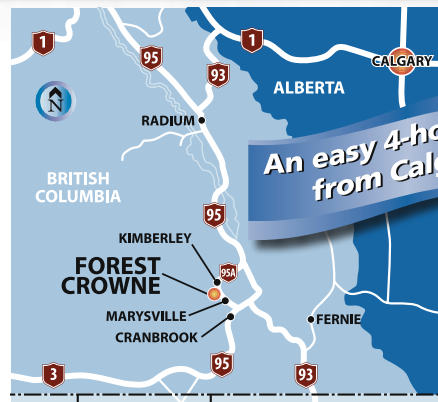 1
95
1
93
CALGARY
N
ALBERTA
RADIUM
An easy 4-ho
from Calg
BRITISH
COLUMBIA
95
KIMBERLEY
FOREST
CROWNE
95A
MARYSVILLE
FERNIE
CRANBROOK
3
95
93